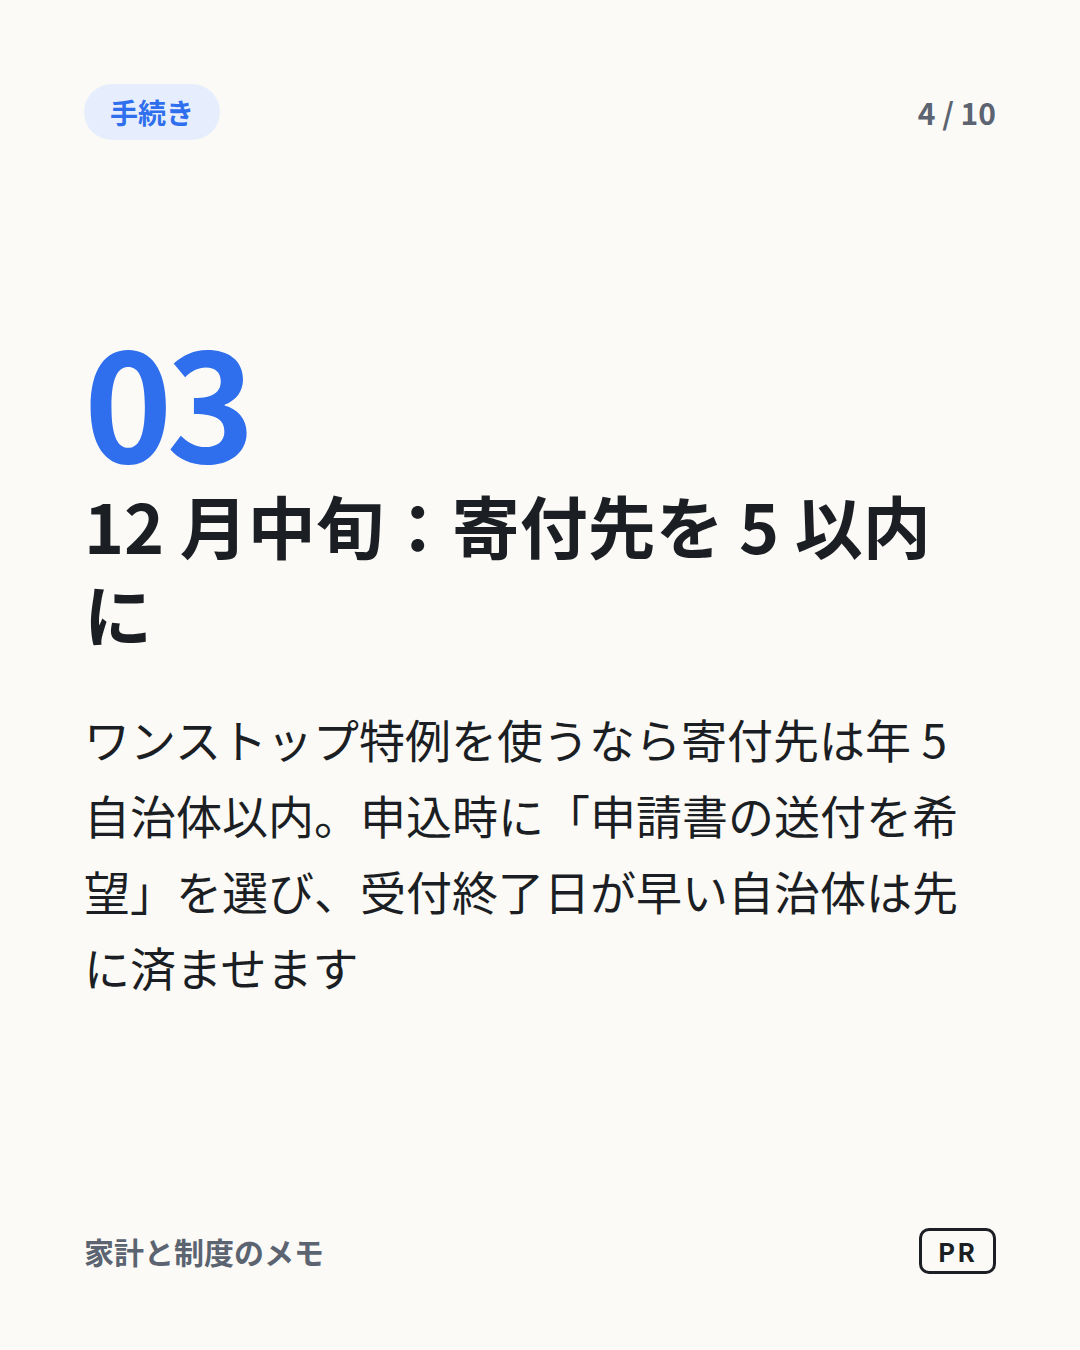 手続き
4 / 10
03
12 月中旬：寄付先を 5 以内
に
ワンストップ特例を使うなら寄付先は年 5
自治体以内。申込時に「申請書の送付を希
望」を選び、受付終了日が早い自治体は先
に済ませます
家計と制度のメモ
PR